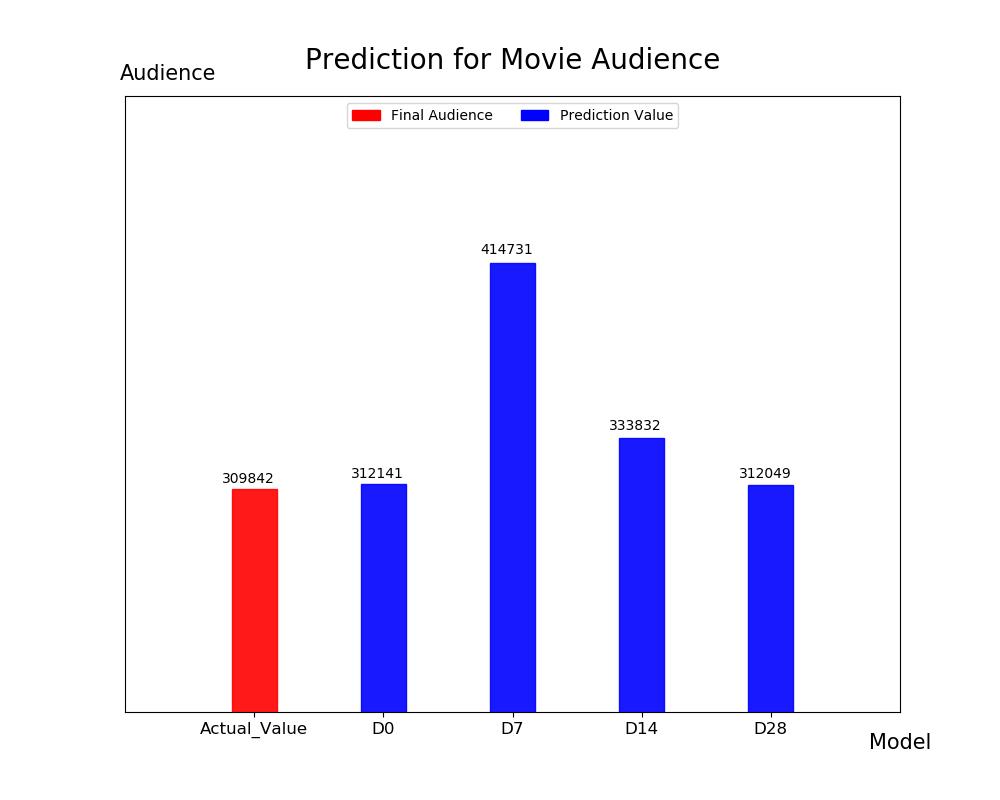 Prediction for Movie Audience
Audience
Final Audience Prediction Value
414731
333832
309842 312141 312049
Actual_Value D0 D7 D14 D28
Model